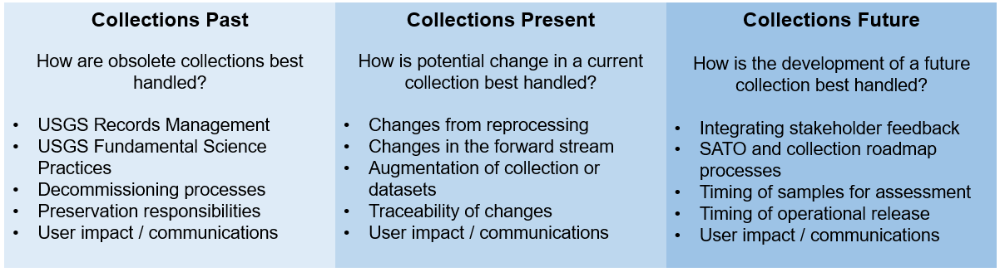 Collections Past
How are obsolete collections best
handled?
• USGS Records Management
• USGS Fundamental Science
Practices
• Decommissioning processes
• Preservation responsibilities
• User impact / communications
Collections Present
How is potential change in a current
collection best handled?
• Changes from reprocessing
• Changes in the forward stream
• Augmentation of collection or
datasets
• Traceability of changes
• User impact / communications
Collections Future
How is the development of a future
collection best handled?
• Integrating stakeholder feedback
• SATO and collection roadmap
processes
• Timing of samples for assessment
• Timing of operational release
• User impact / communications